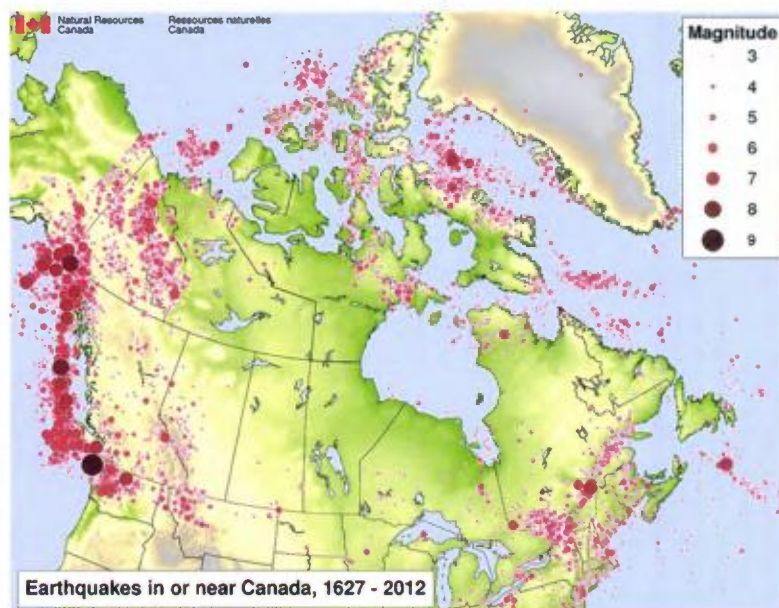 Natural Resources
Canada
Ressources naturelles
Canada
Magnitude
3
4
5
6
7
8
9
Earthquakes in or near Canada, 1627 - 2012